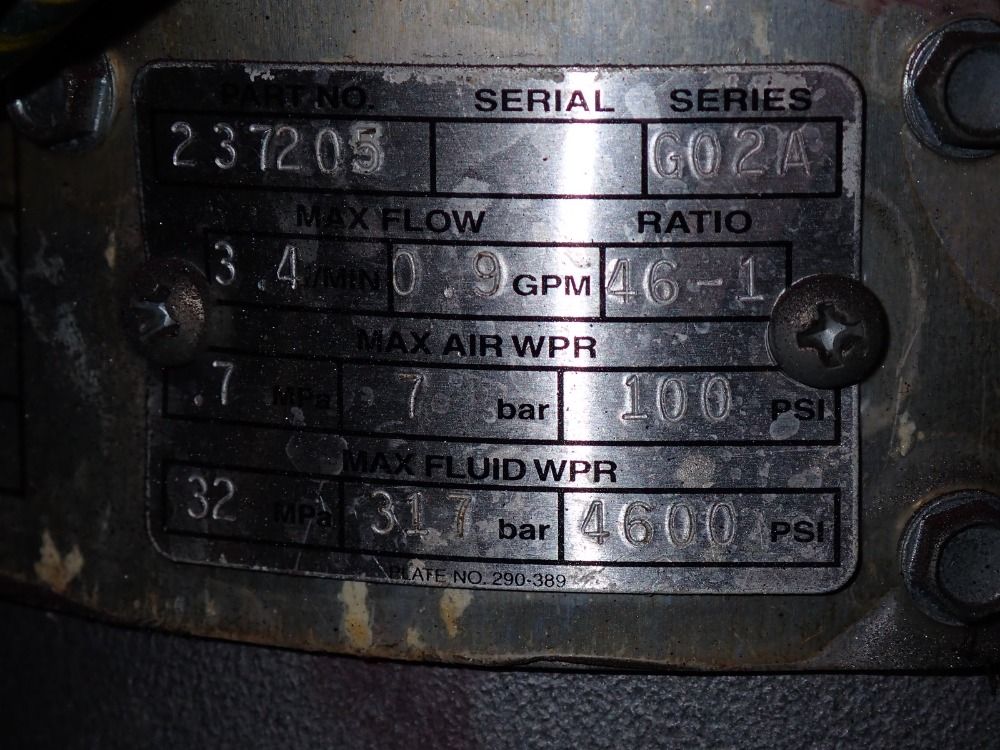 PART NO. SERIAL SERIES
237205 G02A
MAX FLOW RATIO
3.4 l/MIN 0.9 GPM 46-1
MAX AIR WPR
.7 MPa 7 bar 100 PSI
MAX FLUID WPR
32 MPa 317 bar 4600 PSI
PLATE NO. 290-389